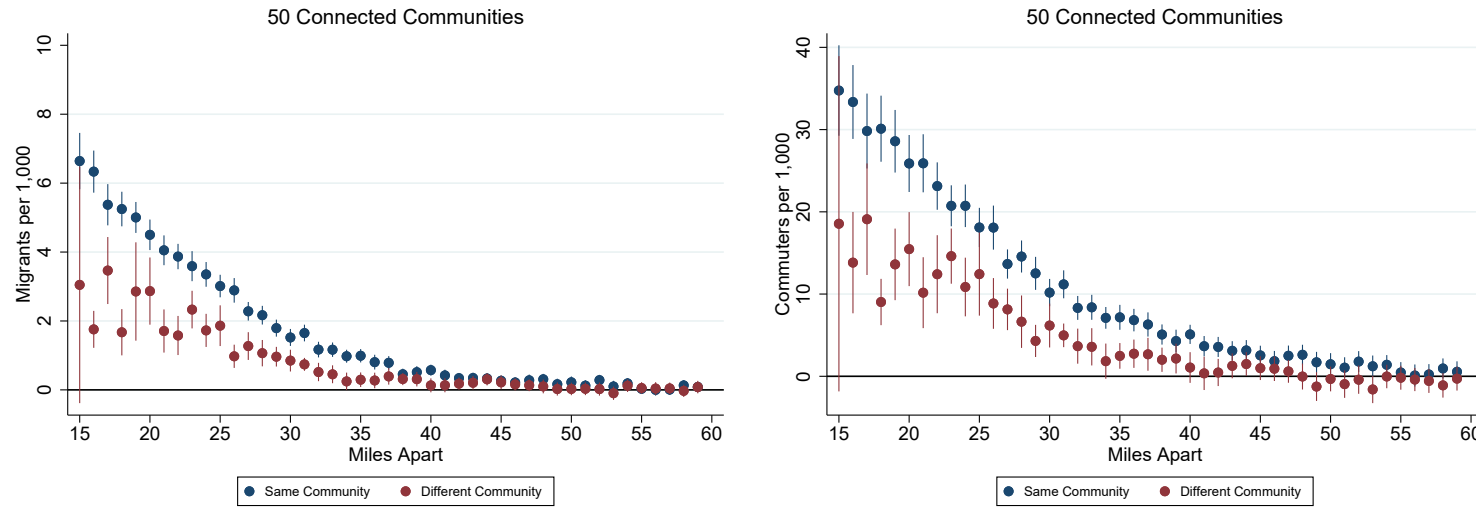 50 Connected Communities
Migrants per 1,000
10
8
6
4
2
0
15 20 25 30 35 40 45 50 55 60
Miles Apart
Same Community Different Community
50 Connected Communities
Commuters per 1,000
40
30
20
10
0
15 20 25 30 35 40 45 50 55 60
Miles Apart
Same Community Different Community